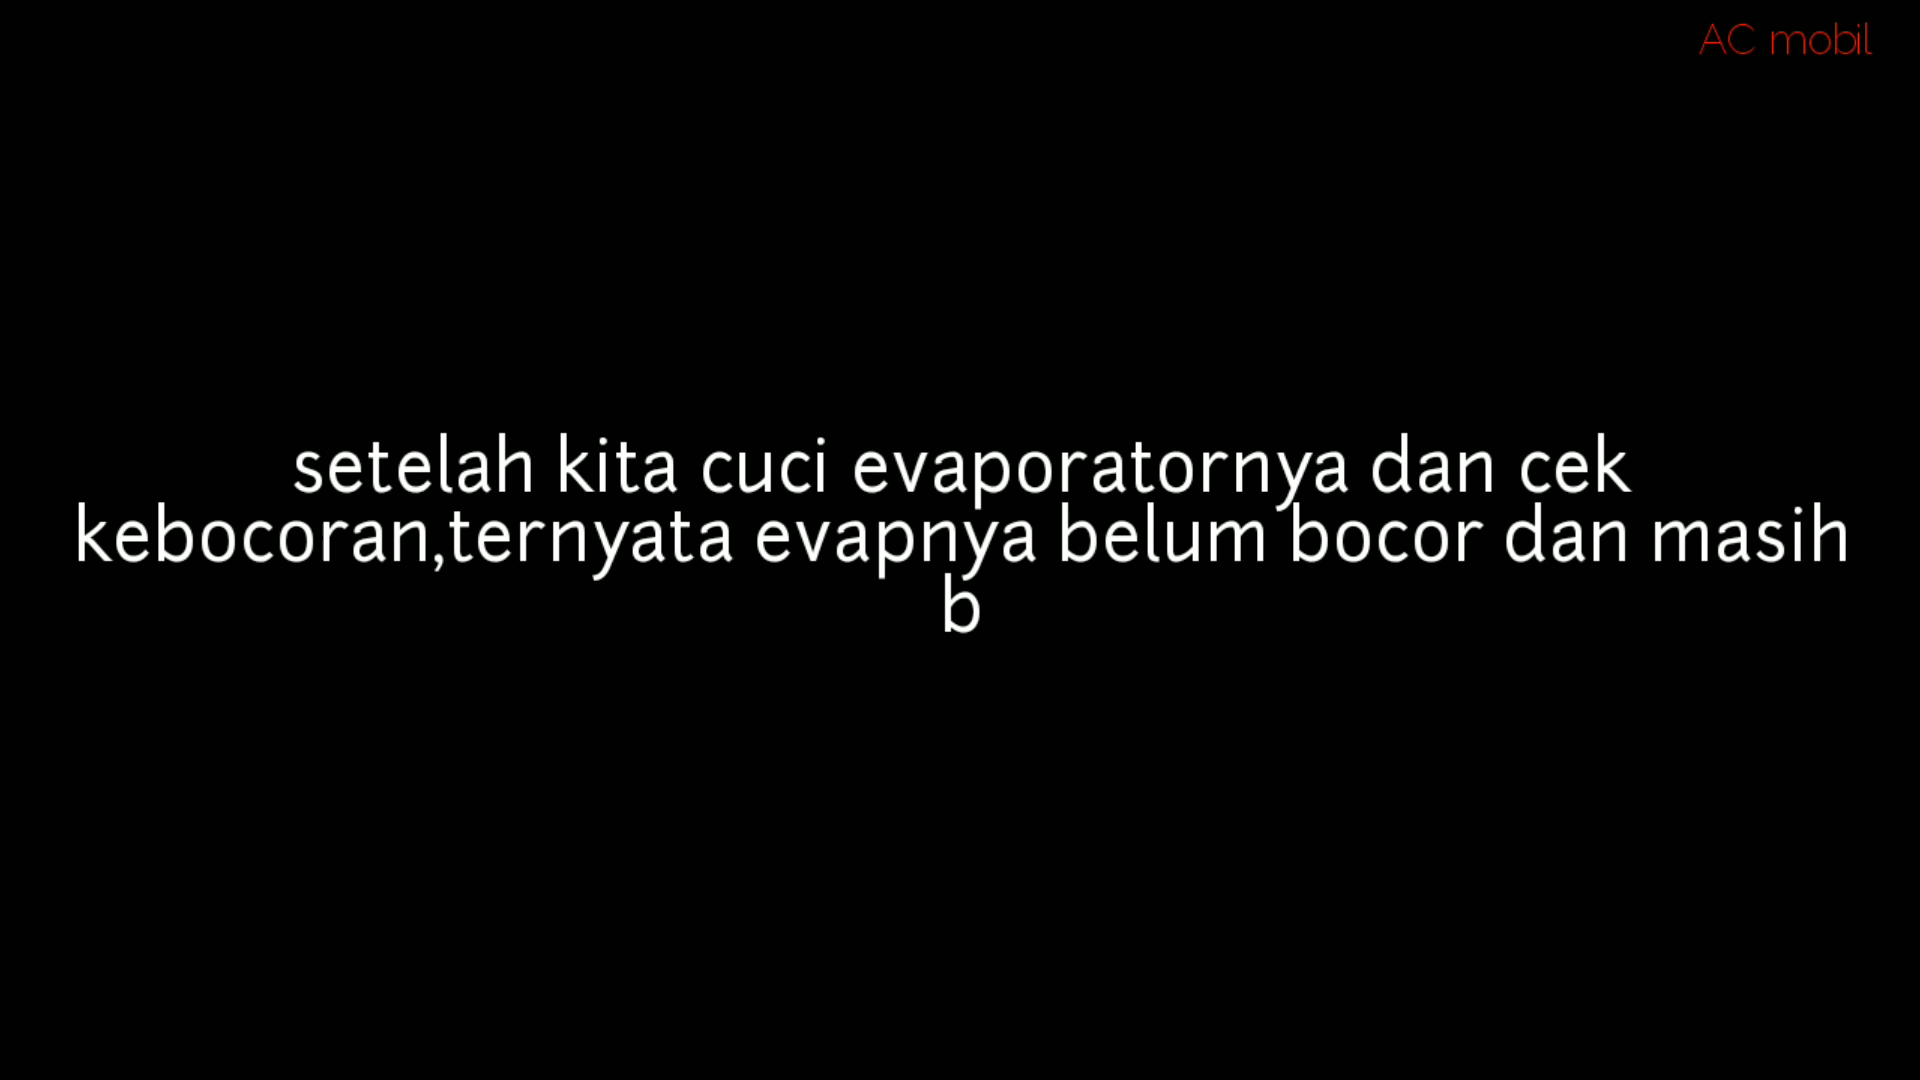 AC mobil
setelah kita cuci evaporatornya dan cek
kebocoran,ternyata evapnya belum bocor dan masih
b